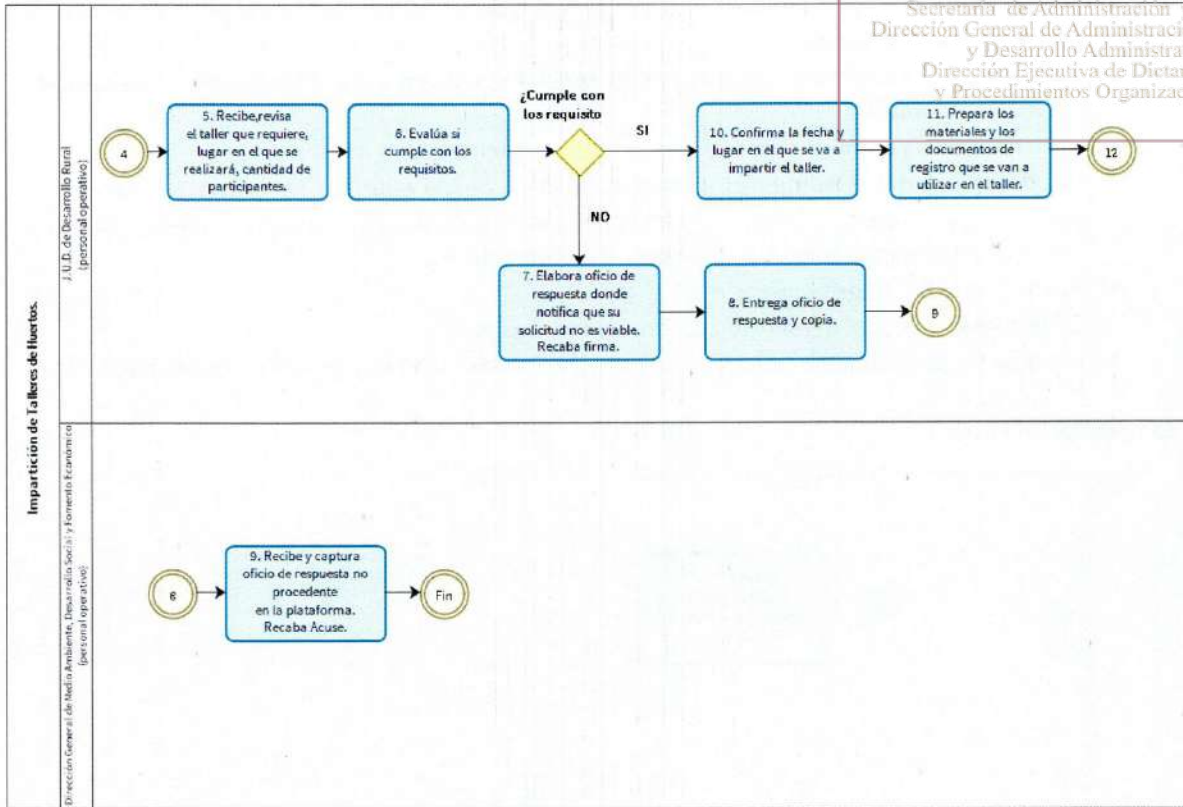 Secretaría de Administración
Dirección General de Administraci
y Desarrollo Administra
Dirección Ejecutiva de Dicta
y Procedimientos Organizac
Impartición de Talleres de Huertos.
J.U.D. de Desarrollo Rural
(personal operativo)
4
5. Recibe,revisa
el taller que requiere,
lugar en el que se
realizará, cantidad de
participantes.
6. Evalúa si
cumple con los
requisitos.
¿Cumple con
los requisito
SI
10. Confirma la fecha y
lugar en el que se va a
impartir el taller.
11. Prepara los
materiales y los
documentos de
registro que se van a
utilizar en el taller.
12
NO
7. Elabora oficio de
respuesta donde
notifica que su
solicitud no es viable.
Recaba firma.
8. Entrega oficio de
respuesta y copia.
9
Dirección General de Medio Ambiente, Desarrollo Social y Fomento Económico
(personal operativo)
8
9. Recibe y captura
oficio de respuesta no
procedente
en la plataforma.
Recaba Acuse.
Fin